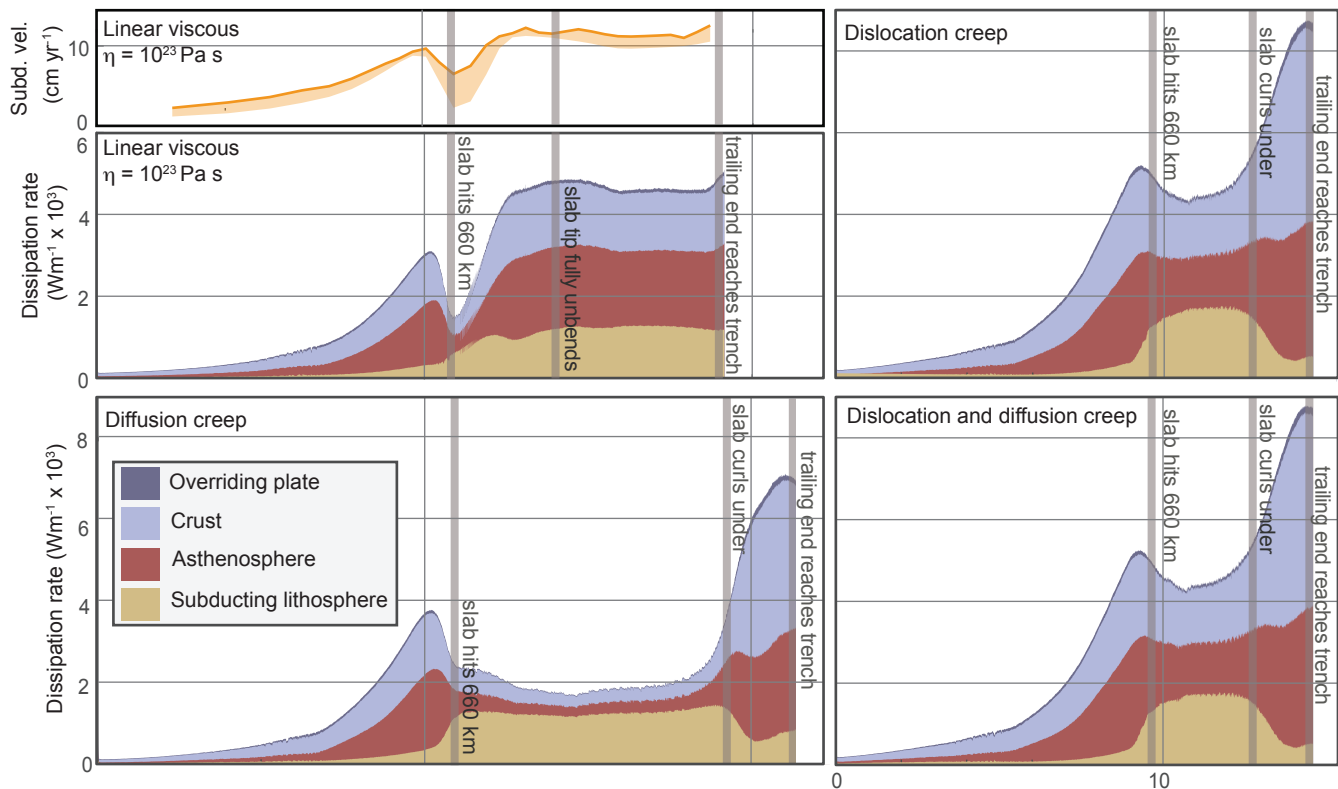 Subd. vel.
(cm yr⁻¹)
10
0
Linear viscous
η = 10²³ Pa s
Dissipation rate
(Wm⁻¹ x 10³)
6
4
2
0
Linear viscous
η = 10²³ Pa s
slab hits 660 km
slab tip fully unbends
trailing end reaches trench
Dislocation creep
slab hits 660 km
slab curls under
trailing end reaches trench
Dissipation rate (Wm⁻¹ x 10³)
8
6
4
2
0
Diffusion creep
Overriding plate
Crust
Asthenosphere
Subducting lithosphere
slab hits 660 km
slab curls under
trailing end reaches trench
Dislocation and diffusion creep
slab hits 660 km
slab curls under
trailing end reaches trench
0
10